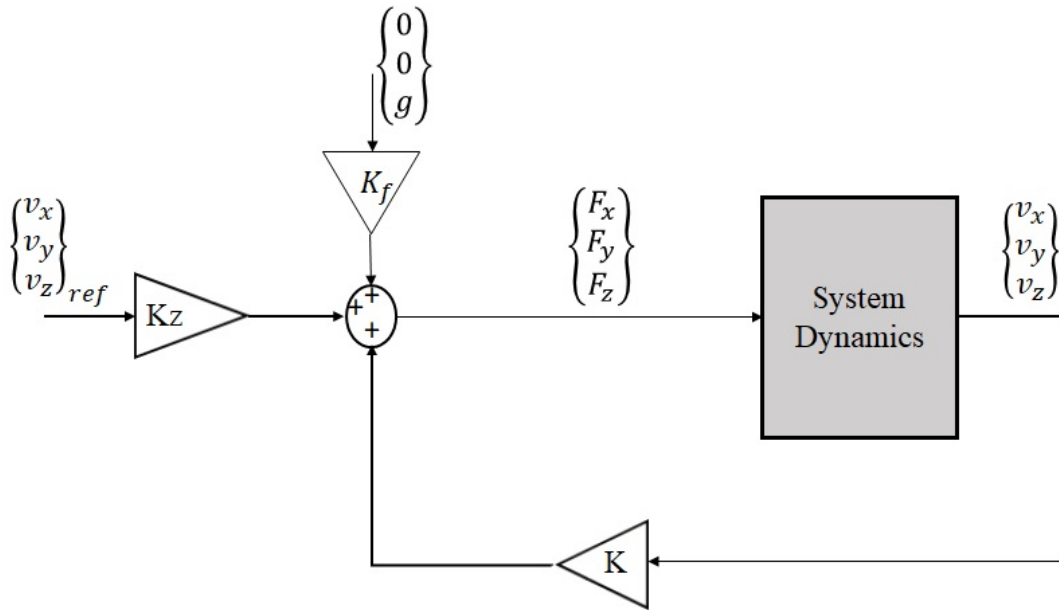 0
0
g
K_f
v_x
v_y
v_z ref
Kz
+
+
+
F_x
F_y
F_z
System
Dynamics
v_x
v_y
v_z
K